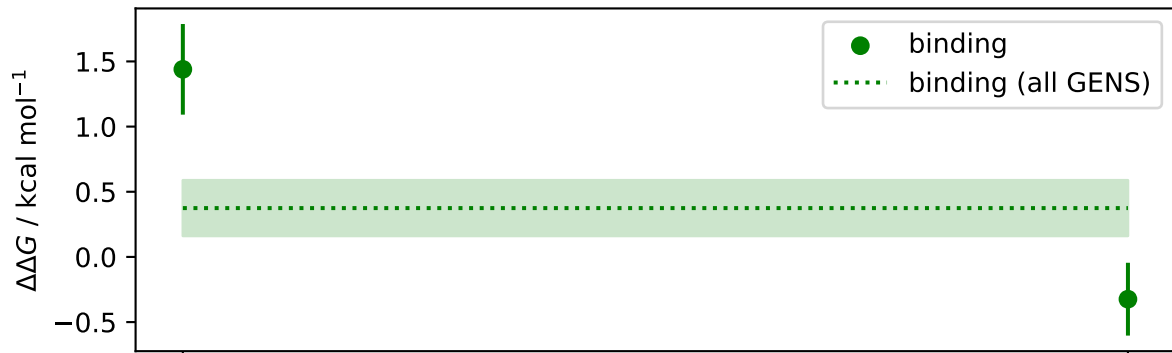 ΔΔG / kcal mol⁻¹
1.5
1.0
0.5
0.0
−0.5
binding
binding (all GENS)